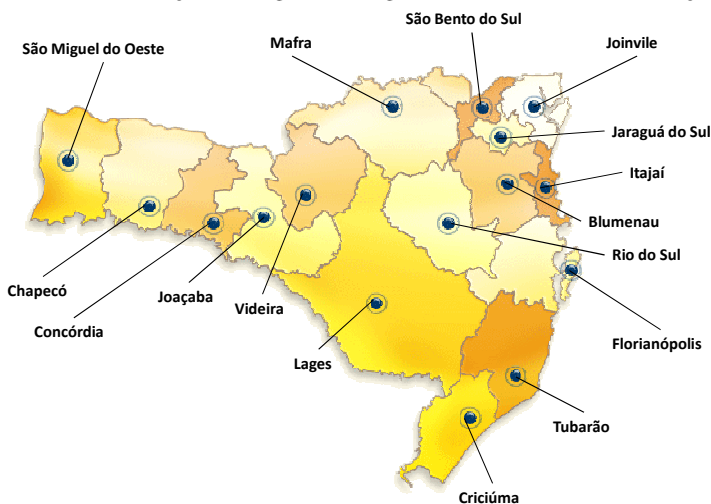 São Bento do Sul
Mafra
Joinvile
São Miguel do Oeste
Jaraguá do Sul
Itajaí
Blumenau
Rio do Sul
Chapecó
Joaçaba
Videira
Concórdia
Florianópolis
Lages
Tubarão
Criciúma